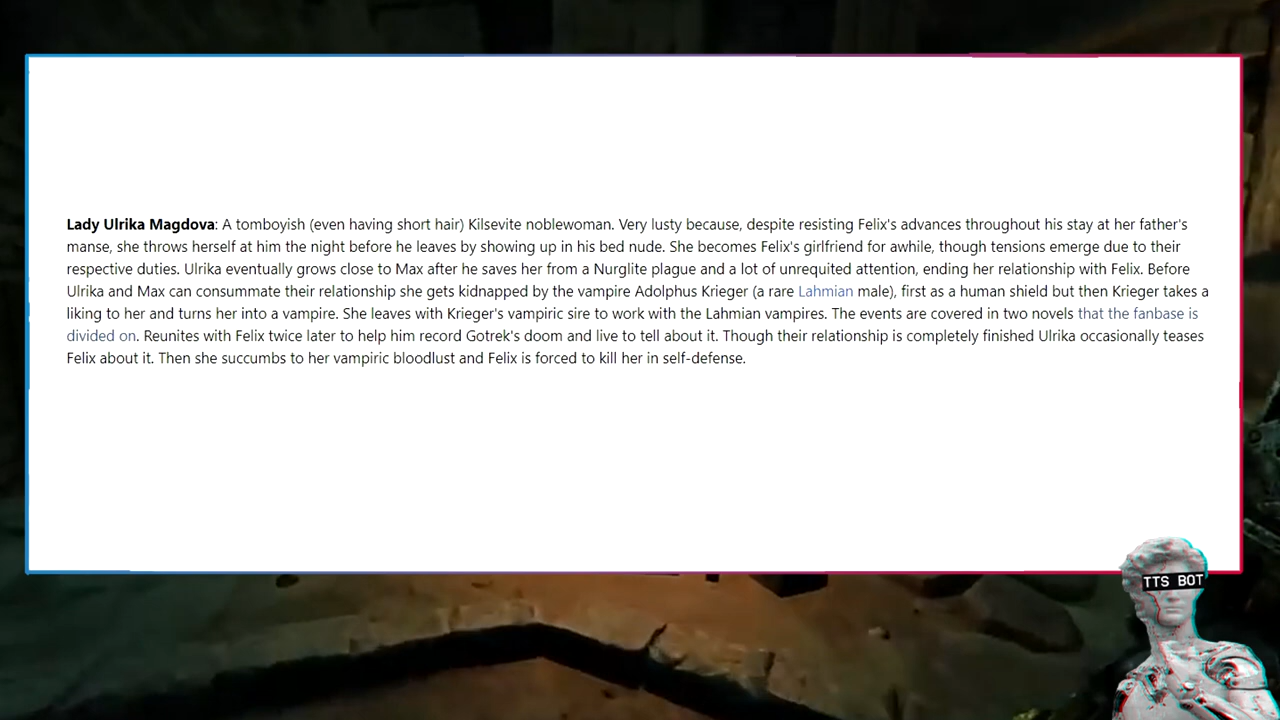 Lady Ulrika Magdova: A tomboyish (even having short hair) Kilsevite noblewoman. Very lusty because, despite resisting Felix's advances throughout his stay at her father's
manse, she throws herself at him the night before he leaves by showing up in his bed nude. She becomes Felix's girlfriend for awhile, though tensions emerge due to their
respective duties. Ulrika eventually grows close to Max after he saves her from a Nurglite plague and a lot of unrequited attention, ending her relationship with Felix. Before
Ulrika and Max can consummate their relationship she gets kidnapped by the vampire Adolphus Krieger (a rare Lahmian male), first as a human shield but then Krieger takes a
liking to her and turns her into a vampire. She leaves with Krieger's vampiric sire to work with the Lahmian vampires. The events are covered in two novels that the fanbase is
divided on. Reunites with Felix twice later to help him record Gotrek's doom and live to tell about it. Though their relationship is completely finished Ulrika occasionally teases
Felix about it. Then she succumbs to her vampiric bloodlust and Felix is forced to kill her in self-defense.
TTS BOT